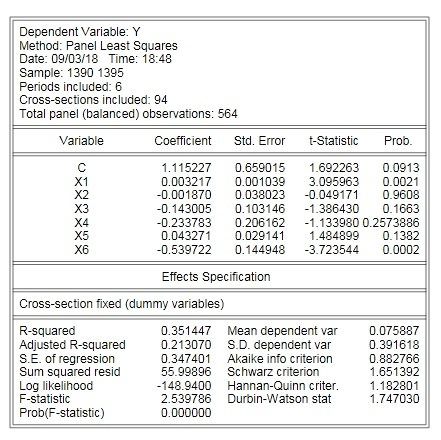 Dependent Variable: Y
Method: Panel Least Squares
Date: 09/03/18 Time: 18:48
Sample: 1390 1395
Periods included: 6
Cross-sections included: 94
Total panel (balanced) observations: 564
Variable Coefficient Std. Error t-Statistic Prob.
C 1.115227 0.659015 1.692263 0.0913
X1 0.003217 0.001039 3.095963 0.0021
X2 -0.001870 0.038023 -0.049171 0.9608
X3 -0.143005 0.103146 -1.386430 0.1663
X4 -0.233783 0.206162 -1.133980 0.2573886
X5 0.043271 0.029141 1.484899 0.1382
X6 -0.539722 0.144948 -3.723544 0.0002
Effects Specification
Cross-section fixed (dummy variables)
R-squared 0.351447 Mean dependent var 0.075887
Adjusted R-squared 0.213070 S.D. dependent var 0.391618
S.E. of regression 0.347401 Akaike info criterion 0.882766
Sum squared resid 55.99896 Schwarz criterion 1.651392
Log likelihood -148.9400 Hannan-Quinn criter. 1.182801
F-statistic 2.539786 Durbin-Watson stat 1.747030
Prob(F-statistic) 0.000000